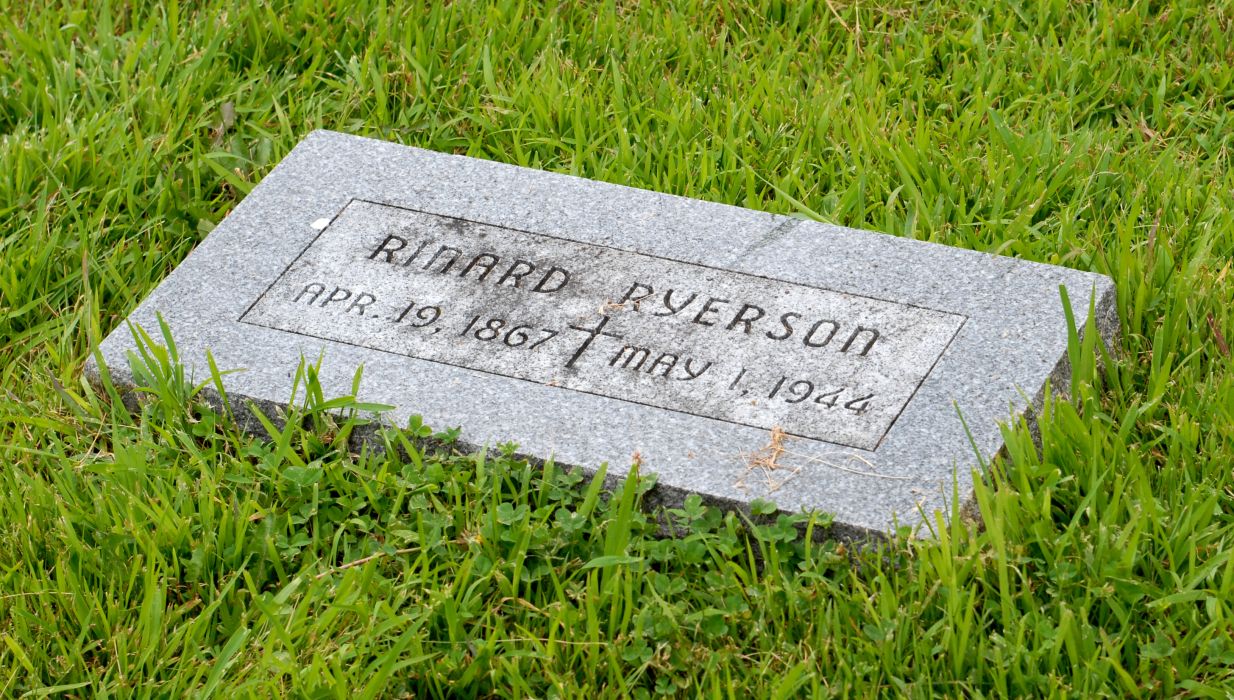 RINARD RYERSON
APR. 19, 1867 † MAY 1, 1944